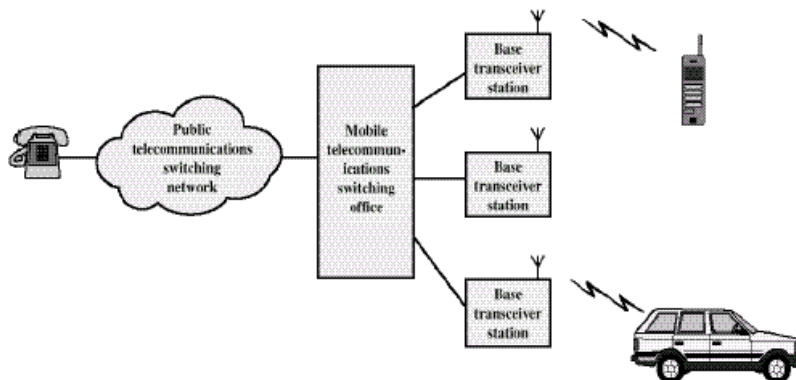 Public
telecommunications
switching
network
Mobile
telecommun-
ications
switching
office
Base
transceiver
station
Base
transceiver
station
Base
transceiver
station